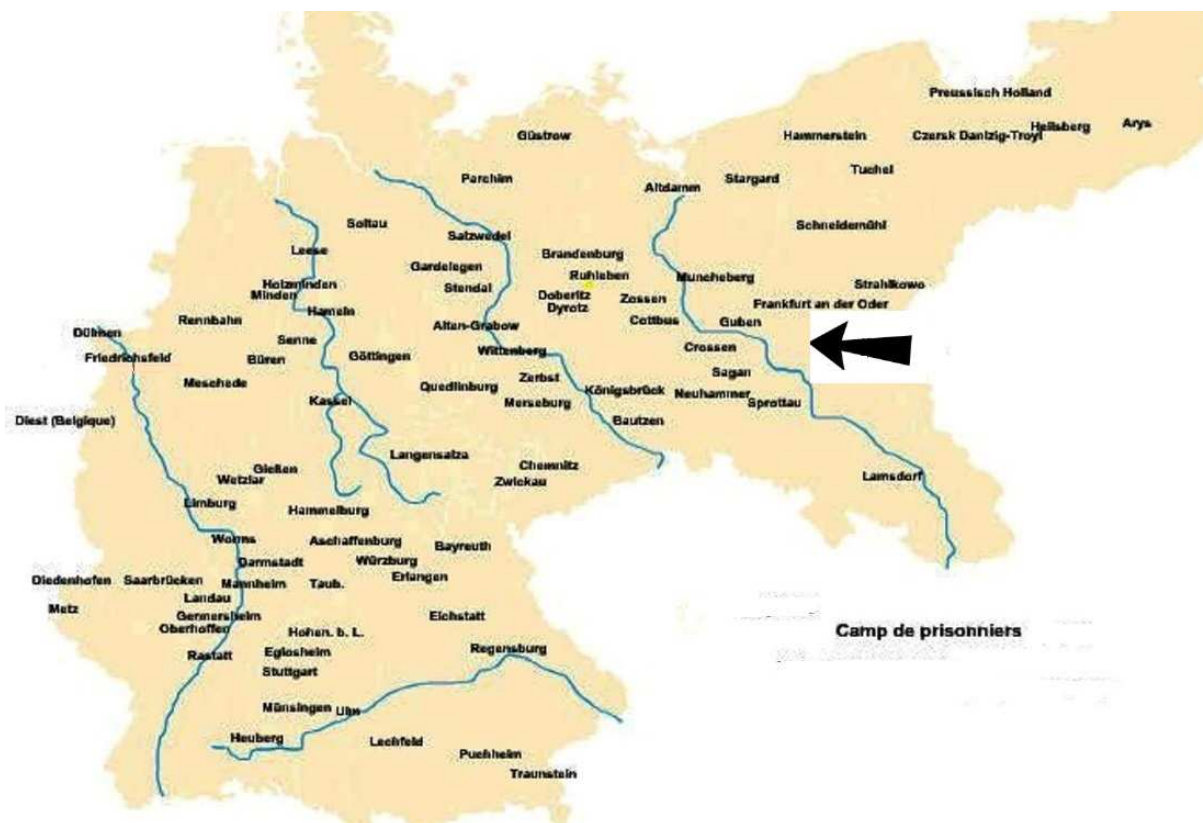 Preussisch Holland
Arys
Heilsberg
Güstrow
Hammerstein
Czersk Danizig-Troyl
Tuchel
Parchim
Stargard
Altdamm
Soltau
Schneidemühl
Salzwedel
Leese
Brandenburg
Gardelegen
Ruhleben
Muncheberg
Holzminden
Stendal
Strahlkowo
Minden
Doberitz
Zossen
Frankfurt an der Oder
Dyrotz
Hameln
Rennbahn
Cottbus
Guben
Alten-Grabow
Dülmen
Senne
Crossen
Wittenberg
Friedrichsfeld
Büren
Göttingen
Sagan
Zerbst
Meschede
Quedlinburg
Königsbrück
Neuhammer
Kassel
Merseburg
Sprottau
Diest (Belgique)
Bautzen
Langensalza
Chemnitz
Gießen
Wetzlar
Zwickau
Lamsdorf
Limburg
Hammelburg
Worms
Aschaffenburg
Bayreuth
Darmstadt
Würzburg
Diedenhofen
Saarbrücken
Mannheim
Taub.
Erlangen
Landau
Metz
Germersheim
Eichstatt
Oberhoffen
Hohen. b. L.
Camp de prisonniers
Rastatt
Eglosheim
Regensburg
Stuttgart
Münsingen
Ulm
Heuberg
Lechfeld
Puchheim
Traunstein